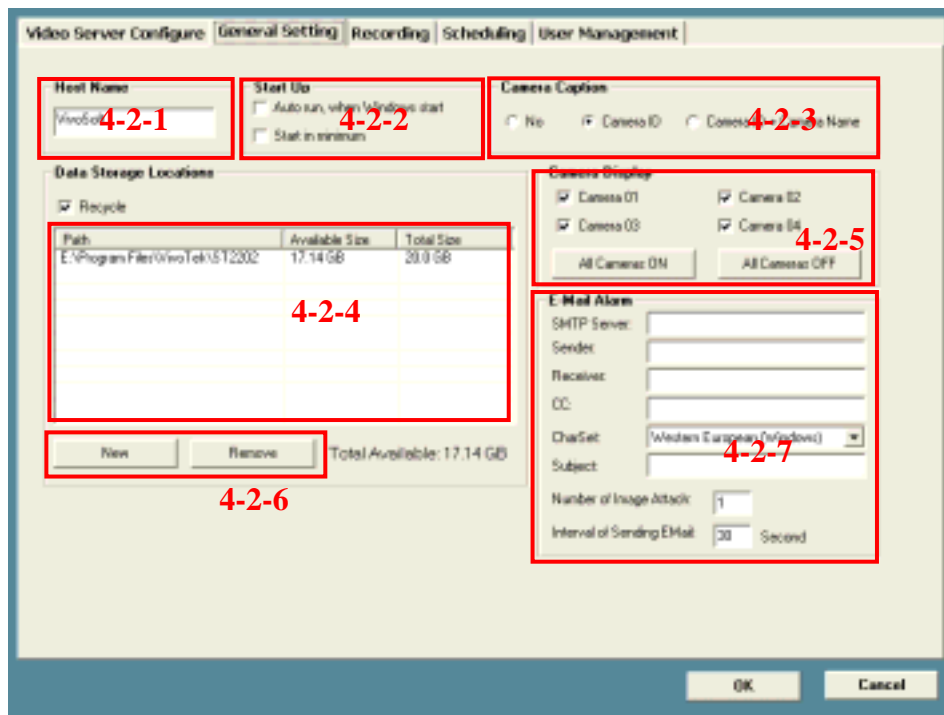 Video Server Configure General Setting Recording Scheduling User Management
Host Name
4-2-1
Start Up
Auto run, when Windows start
4-2-2
Start in minimum
Camera Caption
No Camera ID Camera Name
4-2-3
Data Storage Locations
Recycle
Path Available Size Total Size
E:\Program Files\VivoTek\ST2202 17.14 GB 20.0 GB
4-2-4
New Remove Total Available: 17.14 GB
4-2-6
Camera Display
Camera 01 Camera 02
Camera 03 Camera 04
4-2-5
All Cameras ON All Cameras OFF
E-Mail Alarm
SMTP Server:
Sender:
Receiver:
CC:
CharSet: Western European (Windows)
4-2-7
Subject:
Number of Image Attach: 1
Interval of Sending EMail: 30 Second
OK Cancel